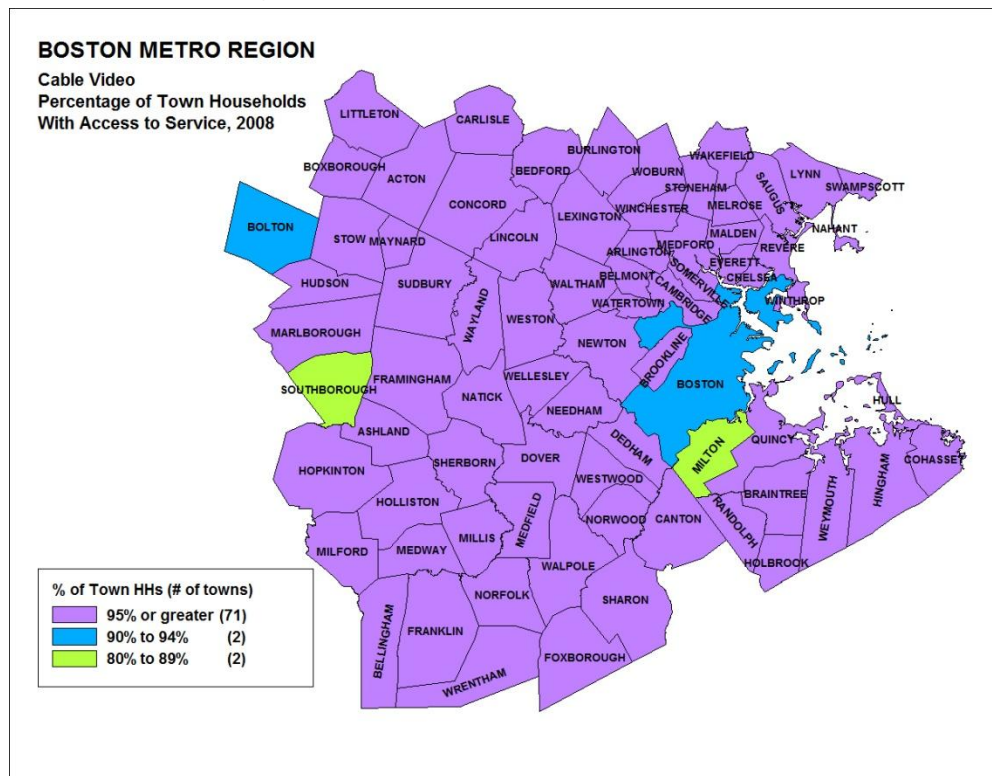 BOSTON METRO REGION
Cable Video
Percentage of Town Households
With Access to Service, 2008
LITTLETON
CARLISLE
BURLINGTON
WAKEFIELD
BOXBOROUGH
BEDFORD
WOBURN
LYNN
ACTON
STONEHAM
SAUGUS
SWAMPSCOTT
CONCORD
WINCHESTER
MELROSE
LEXINGTON
BOLTON
NAHANT
STOW
MAYNARD
LINCOLN
MALDEN
ARLINGTON
MEDFORD
REVERE
EVERETT
HUDSON
SUDBURY
WALTHAM
BELMONT
SOMERVILLE
CHELSEA
WATERTOWN
CAMBRIDGE
WINTHROP
WAYLAND
WESTON
MARLBOROUGH
NEWTON
BROOKLINE
SOUTHBOROUGH
FRAMINGHAM
WELLESLEY
BOSTON
NATICK
HULL
NEEDHAM
ASHLAND
DEDHAM
MILTON
QUINCY
HOPKINTON
SHERBORN
DOVER
COHASSET
WESTWOOD
HINGHAM
HOLLISTON
MEDFIELD
BRAINTREE
WEYMOUTH
NORWOOD
CANTON
RANDOLPH
MILFORD
MEDWAY
MILLIS
HOLBROOK
WALPOLE
NORFOLK
SHARON
BELLINGHAM
FRANKLIN
FOXBOROUGH
WRENTHAM
% of Town HHs (# of towns)
95% or greater (71)
90% to 94% (2)
80% to 89% (2)